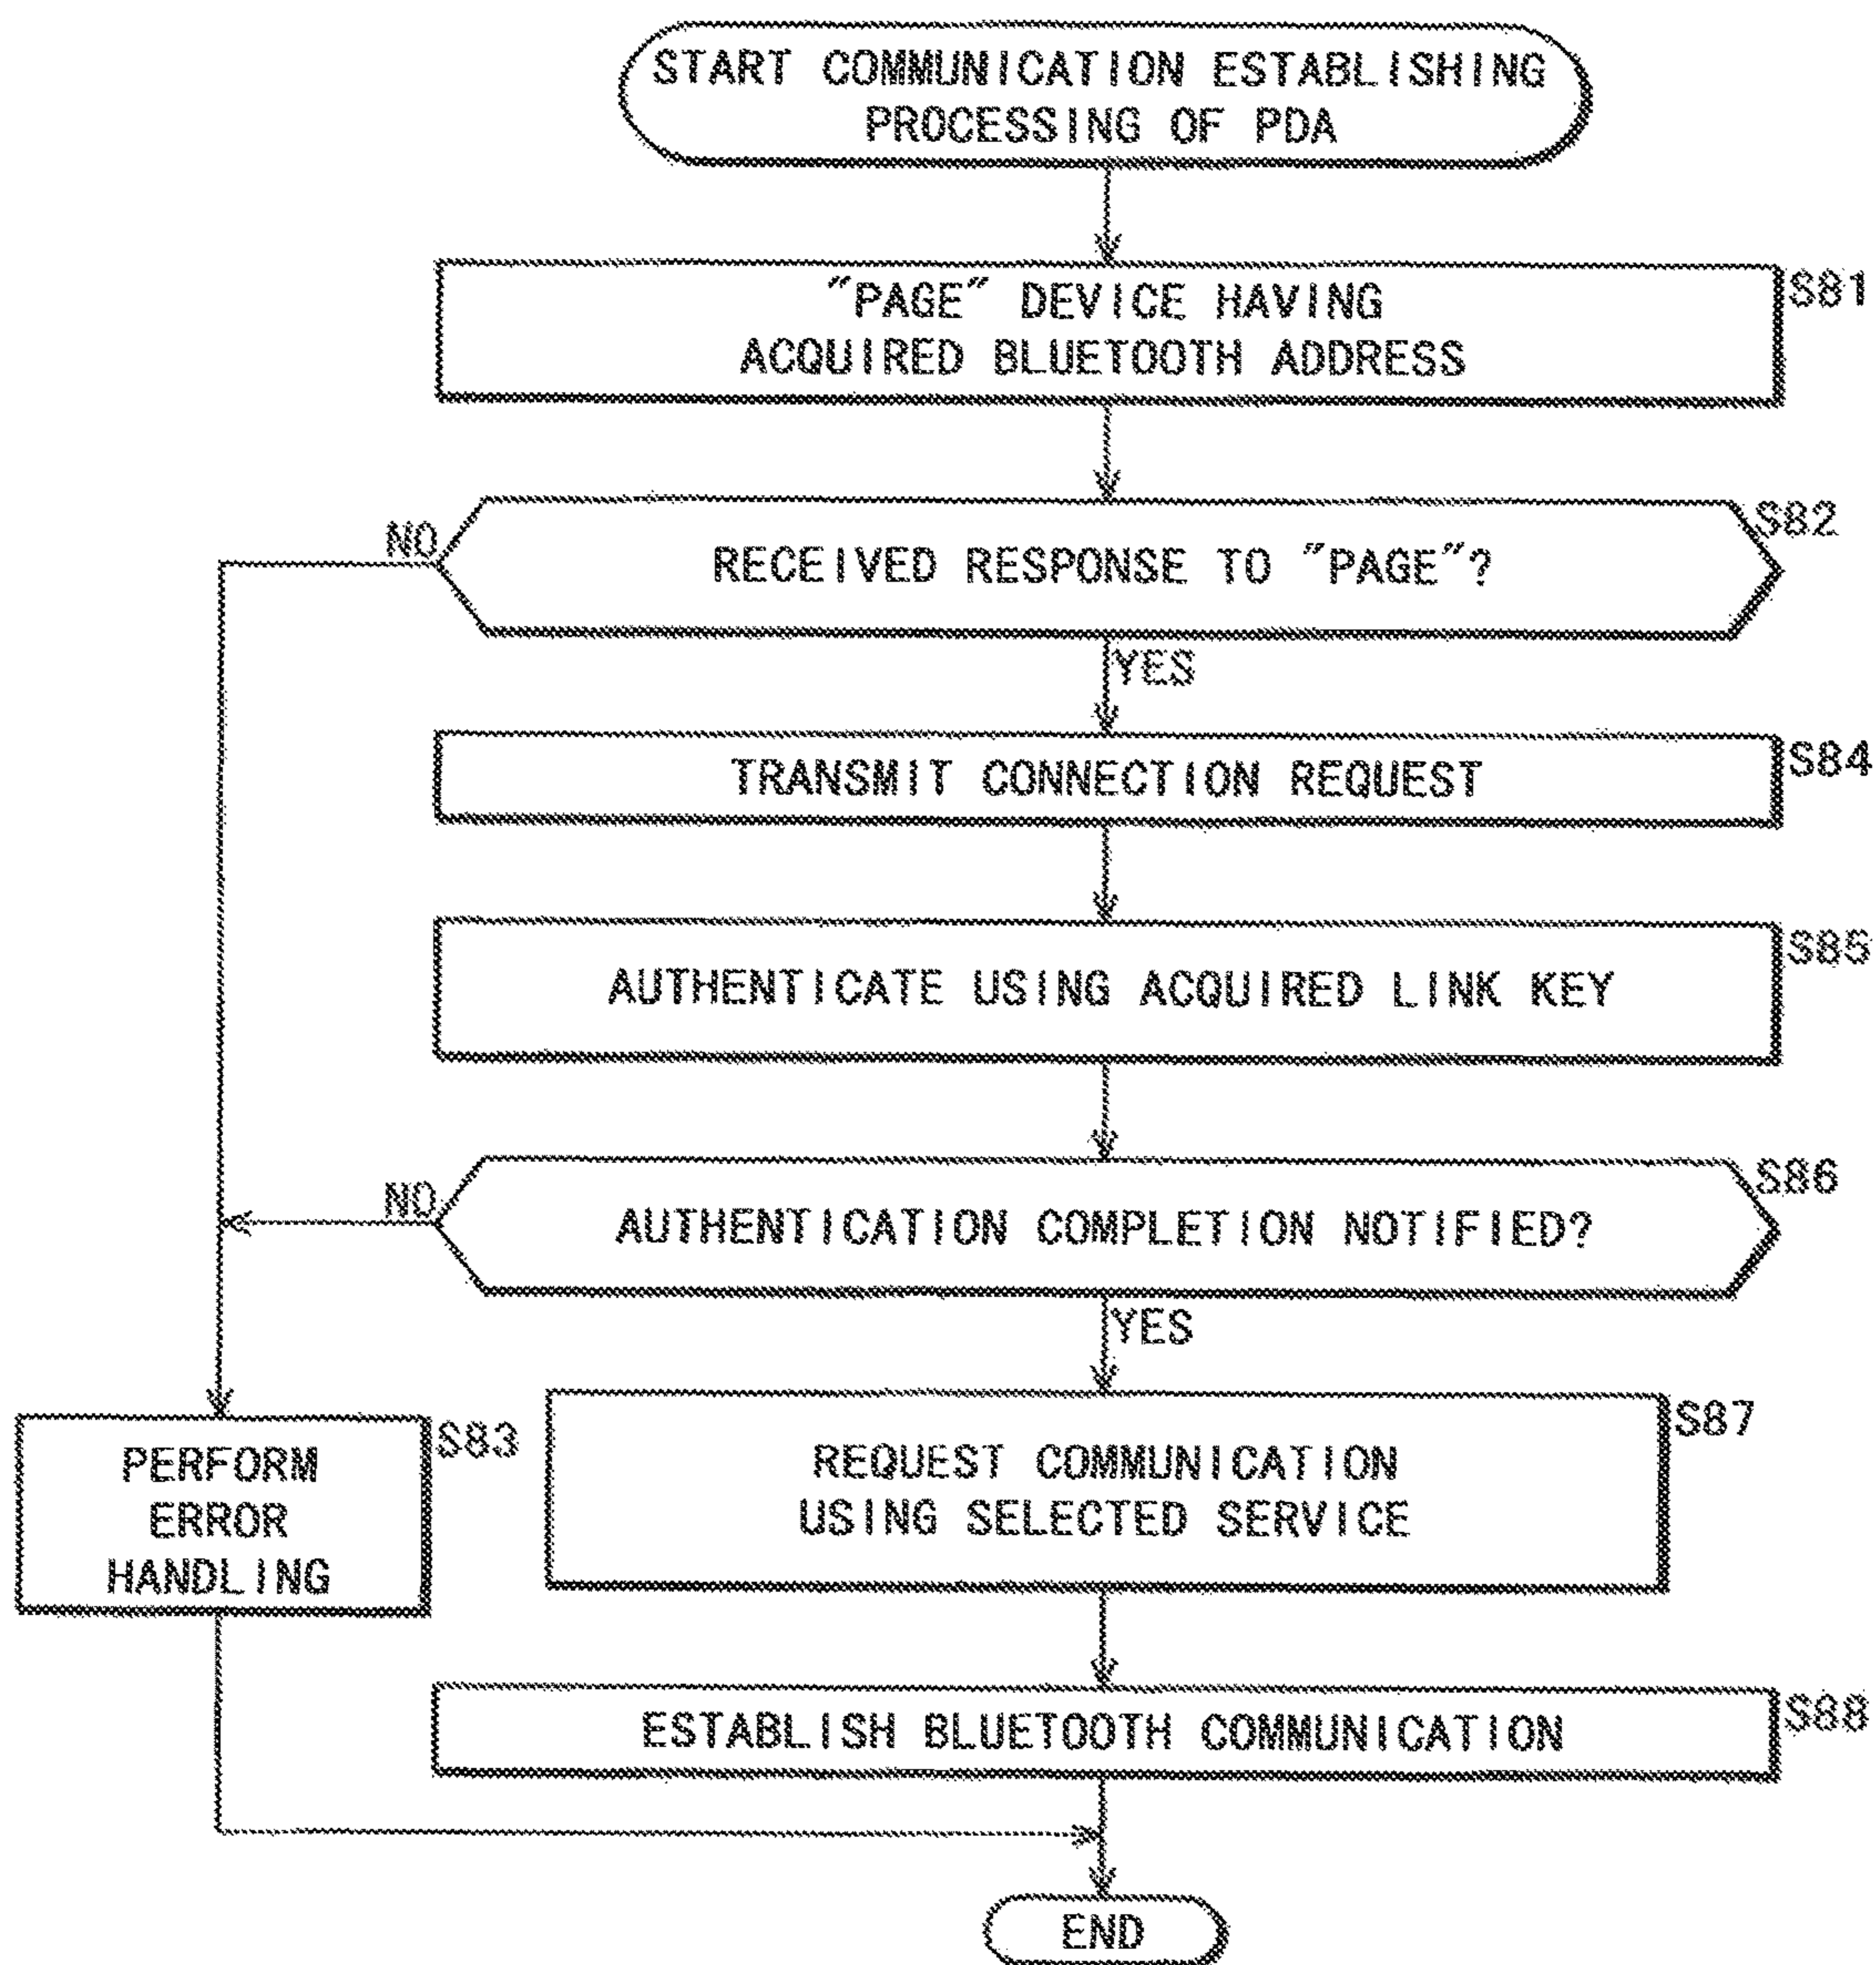 START COMMUNICATION ESTABLISHING
PROCESSING OF PDA
"PAGE" DEVICE HAVING
ACQUIRED BLUETOOTH ADDRESS
S81
S82
NO
RECEIVED RESPONSE TO "PAGE"?
YES
TRANSMIT CONNECTION REQUEST
S84
AUTHENTICATE USING ACQUIRED LINK KEY
S85
S86
NO
AUTHENTICATION COMPLETION NOTIFIED?
YES
PERFORM
ERROR
HANDLING
S83
REQUEST COMMUNICATION
USING SELECTED SERVICE
S87
ESTABLISH BLUETOOTH COMMUNICATION
S88
END